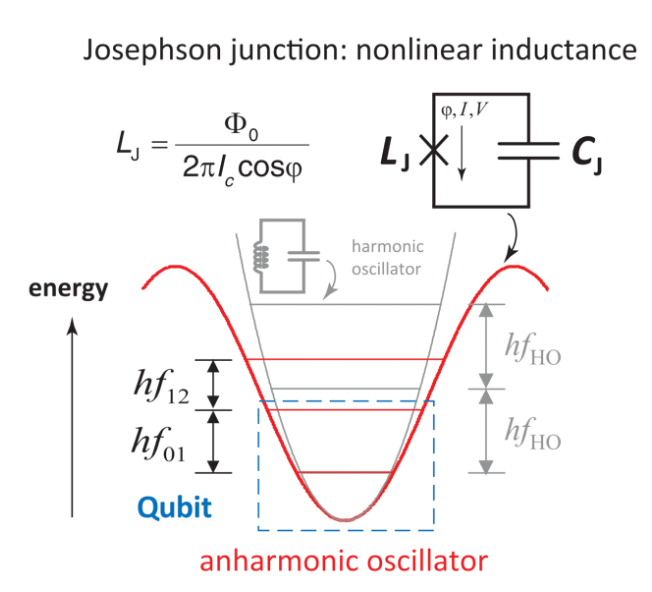 Josephson junction: nonlinear inductance
L_J = Φ_0 / 2πI_c cosφ
φ, I, V
L_J
C_J
harmonic
oscillator
energy
hf_HO
hf_12
hf_01
hf_HO
Qubit
anharmonic oscillator